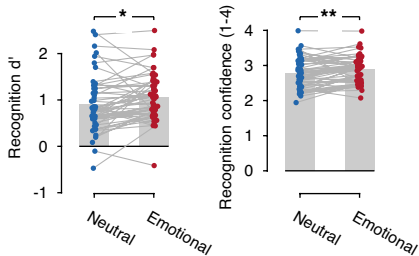 *
Recognition d'
2
1
0
-1
Neutral
Emotional
**
Recognition confidence (1-4)
4
3
2
1
0
Neutral
Emotional